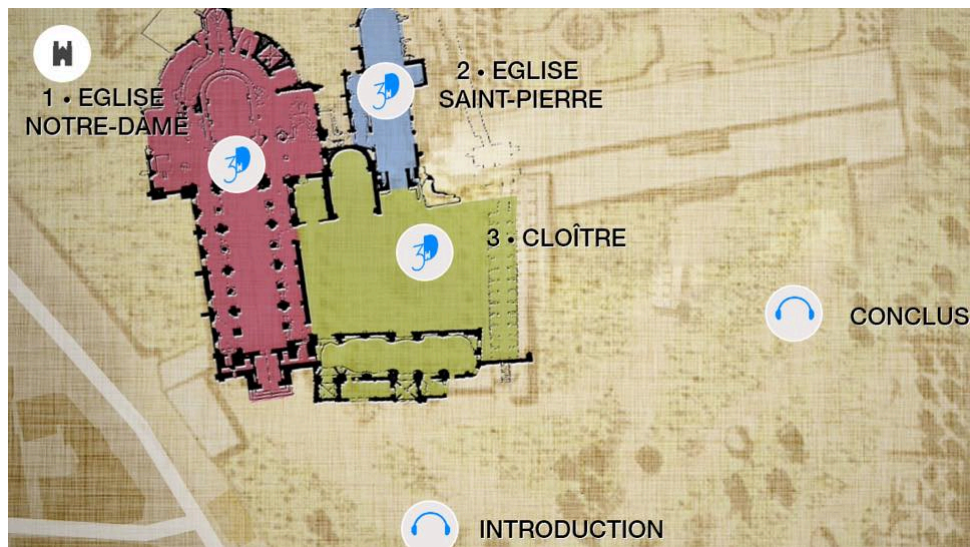 1 • EGLISE
NOTRE-DAME
2 • EGLISE
SAINT-PIERRE
3 • CLOÎTRE
CONCLUS
INTRODUCTION